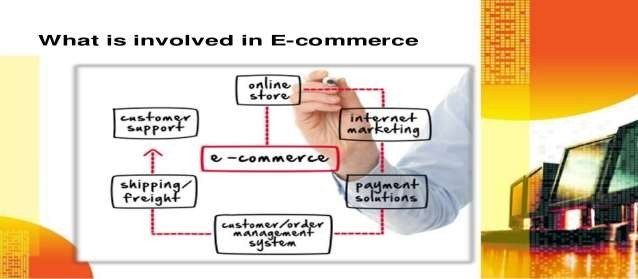 What is involved in E-commerce
online
store
customer
support
internet
marketing
e-commerce
shipping/
freight
payment
solutions
customer/order
management
system